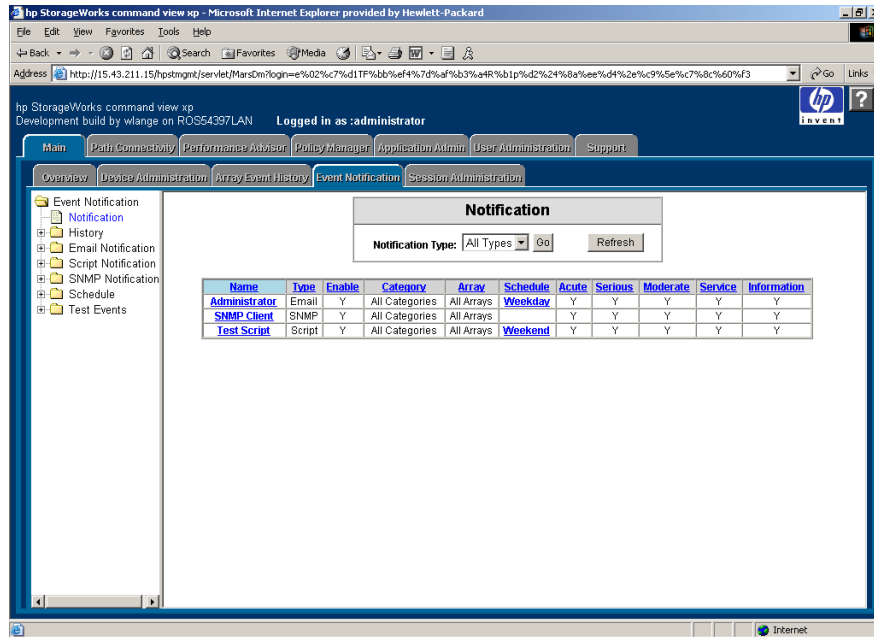 hp StorageWorks command view xp - Microsoft Internet Explorer provided by Hewlett-Packard
File Edit View Favorites Tools Help
Back Search Favorites Media
Address http://15.43.211.15/hpstmgmt/servlet/MarsDm?login=e%02%c7%d1TF%bb%ef4%7d%af%b3%a4R%b1p%d2%24%8a%ee%d4%2e%c9%5e%c7%8c%60%f3 Go Links
hp StorageWorks command view xp
Development build by wlange on ROS54397LAN Logged in as :administrator
hp
invent
?
Main Path Connectivity Performance Advisor Policy Manager Application Admin User Administration Support
Overview Device Administration Array Event History Event Notification Session Administration
Event Notification
Notification
History
Email Notification
Script Notification
SNMP Notification
Schedule
Test Events
Notification
Notification Type: All Types Go Refresh
Name Type Enable Category Array Schedule Acute Serious Moderate Service Information
Administrator Email Y All Categories All Arrays Weekday Y Y Y Y Y
SNMP Client SNMP Y All Categories All Arrays Y Y Y Y Y
Test Script Script Y All Categories All Arrays Weekend Y Y Y Y Y
Internet